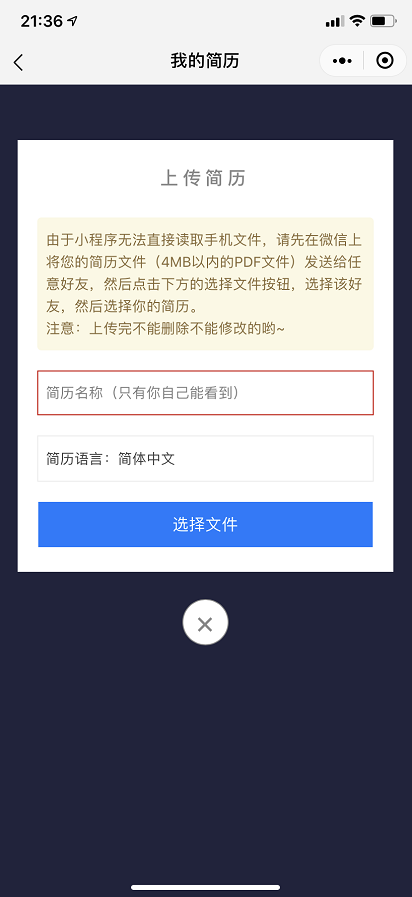 21:36
我的简历
上传简历
由于小程序无法直接读取手机文件，请先在微信上
将您的简历文件（4MB以内的PDF文件）发送给任
意好友，然后点击下方的选择文件按钮，选择该好
友，然后选择你的简历。
注意：上传完不能删除不能修改的哟~
简历名称（只有你自己能看到）
简历语言：简体中文
选择文件